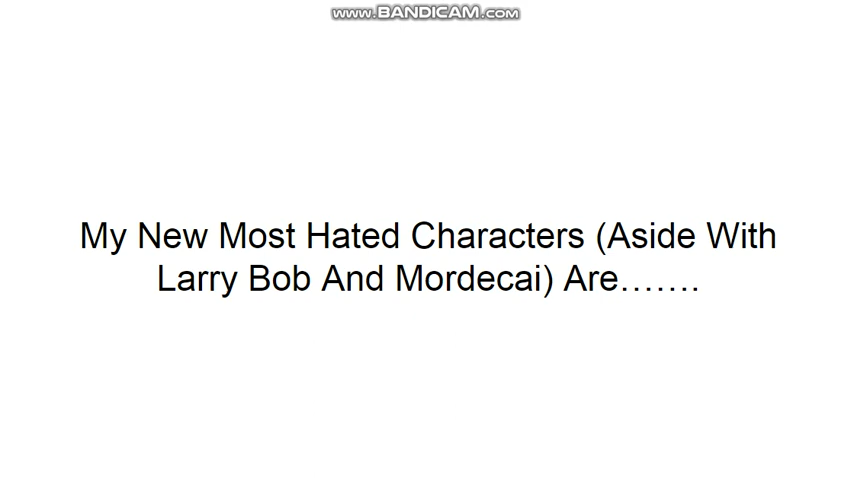 www.BANDICAM.com
My New Most Hated Characters (Aside With
Larry Bob And Mordecai) Are…….